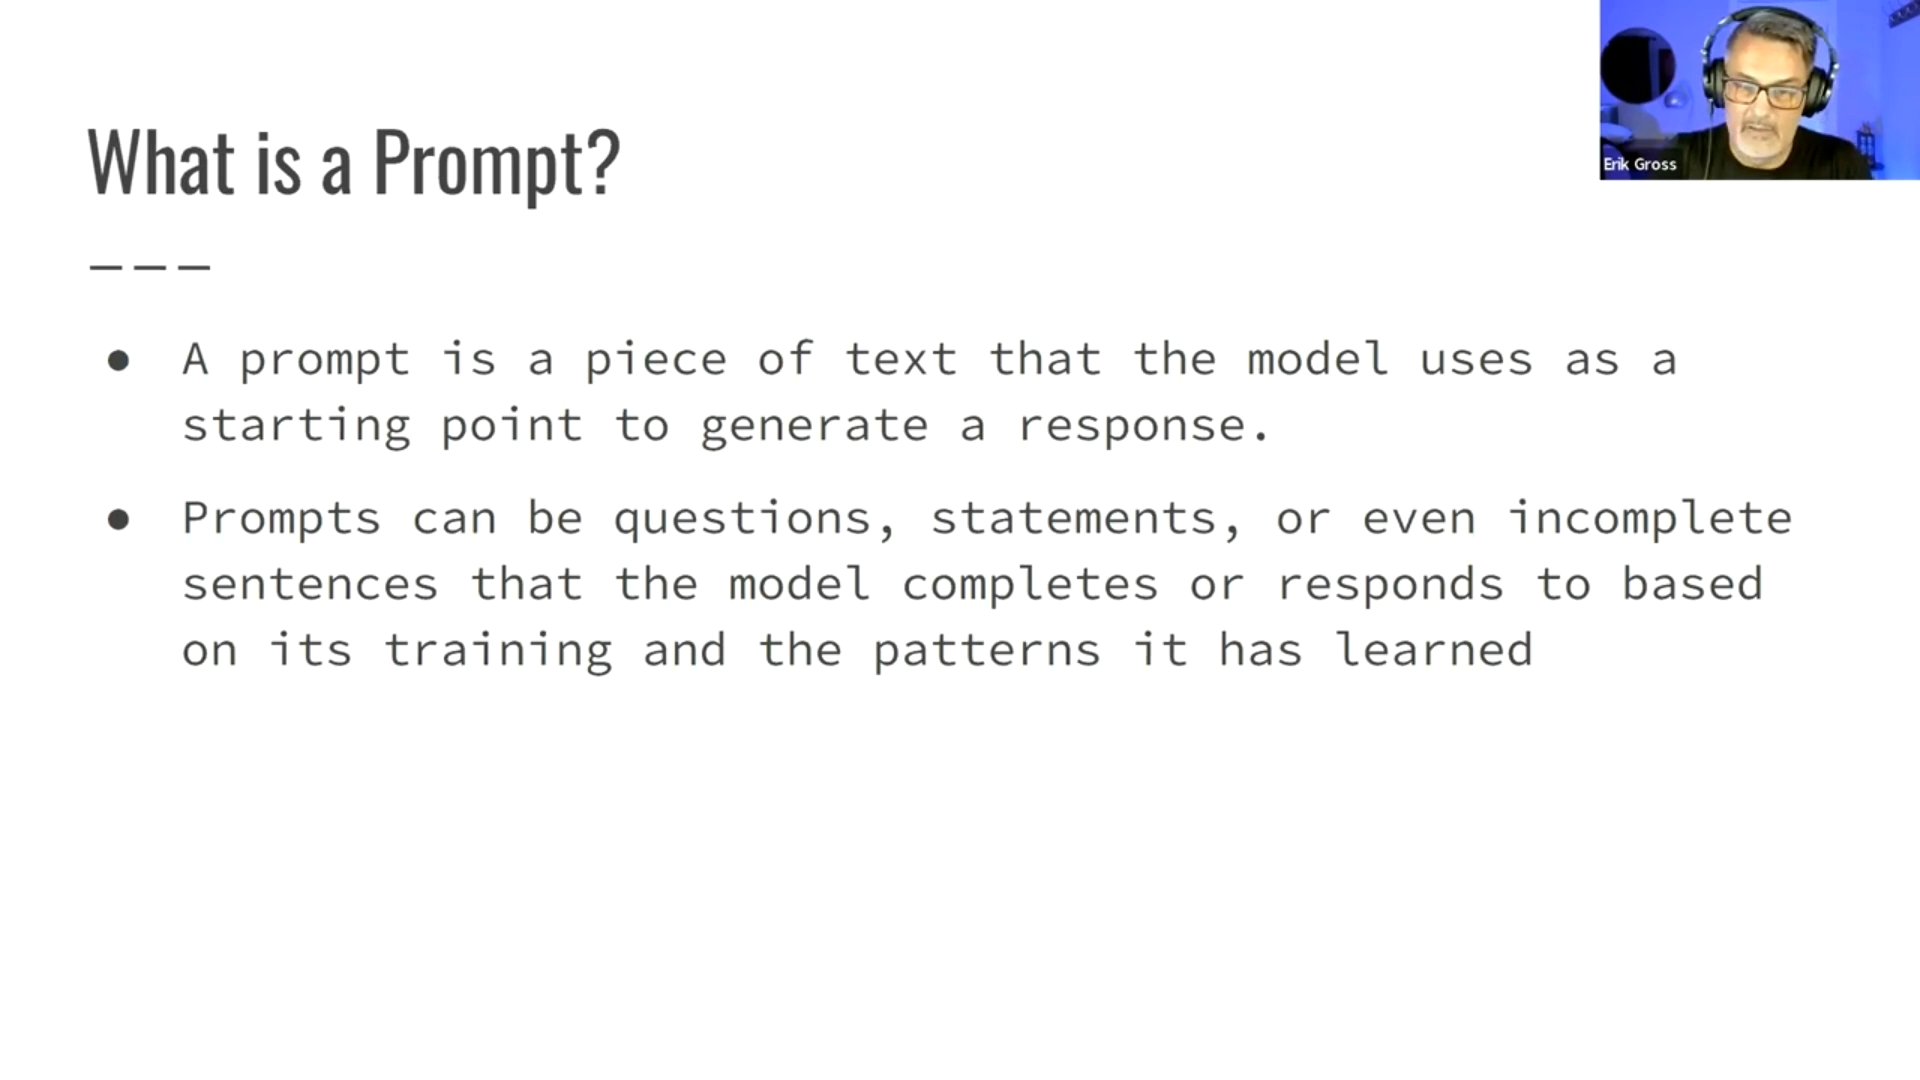 What is a Prompt?
● A prompt is a piece of text that the model uses as a
starting point to generate a response.
● Prompts can be questions, statements, or even incomplete
sentences that the model completes or responds to based
on its training and the patterns it has learned
Erik Gross